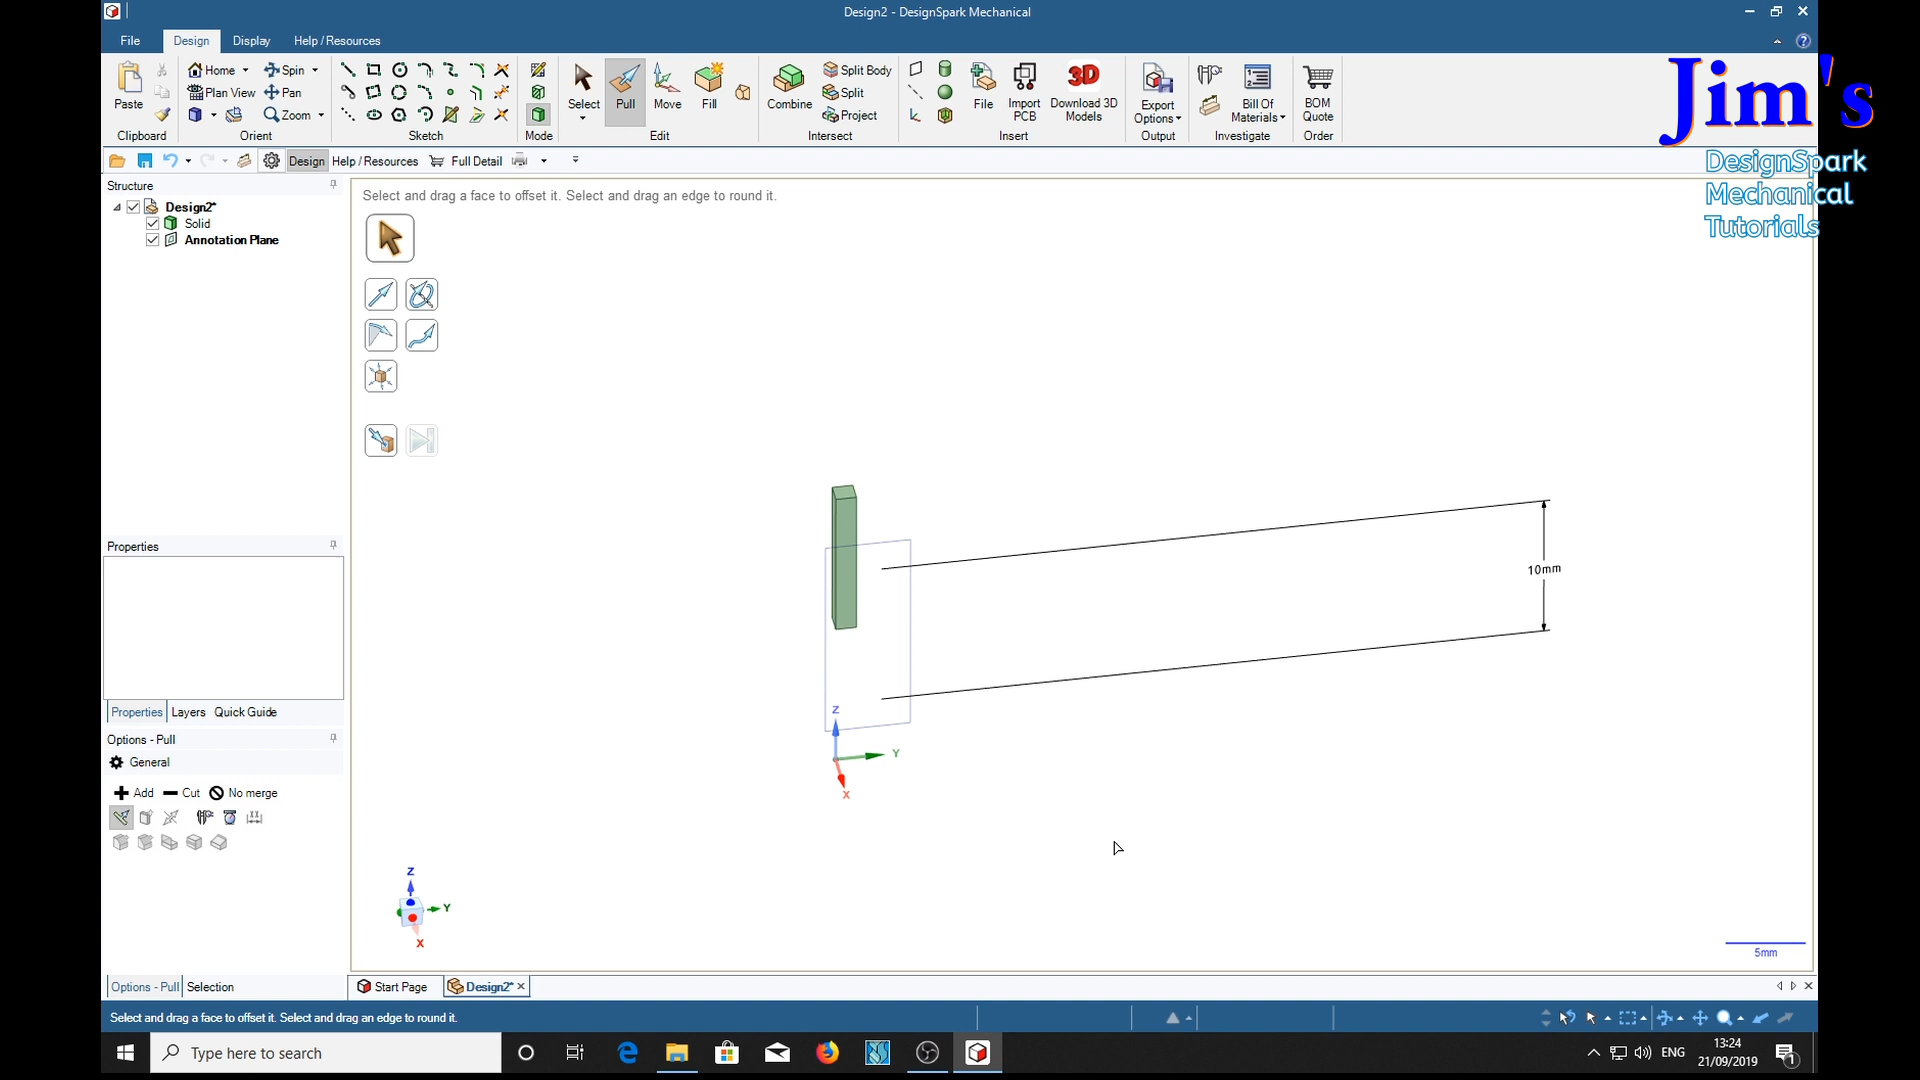 Design2 - DesignSpark Mechanical
File Design Display Help / Resources
Jim's
DesignSpark
Mechanical
Tutorials
Paste
Clipboard
Home Spin
Plan View Pan
Zoom
Orient
Sketch
Mode
Select Pull Move Fill
Edit
Combine
Split Body
Split
Project
Intersect
File Import PCB Download 3D Models
3D
Insert
Export Options
Output
Bill Of Materials
Investigate
BOM Quote
Order
Design Help / Resources Full Detail
Structure
Design2*
Solid
Annotation Plane
Select and drag a face to offset it. Select and drag an edge to round it.
10mm
Z
Y
X
Properties
Properties Layers Quick Guide
Options - Pull
General
Add Cut No merge
Z
Y
X
5mm
Options - Pull Selection
Start Page Design2*
Select and drag a face to offset it. Select and drag an edge to round it.
Type here to search
ENG
13:24
21/09/2019
1